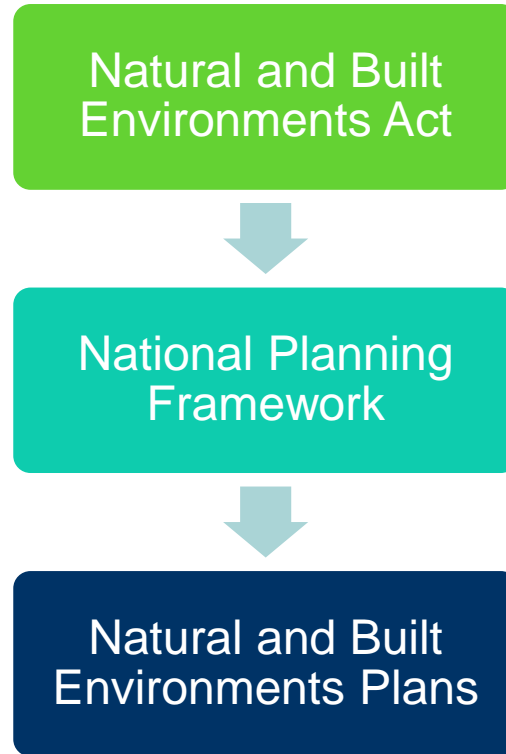 Natural and Built
Environments Act
National Planning
Framework
Natural and Built
Environments Plans